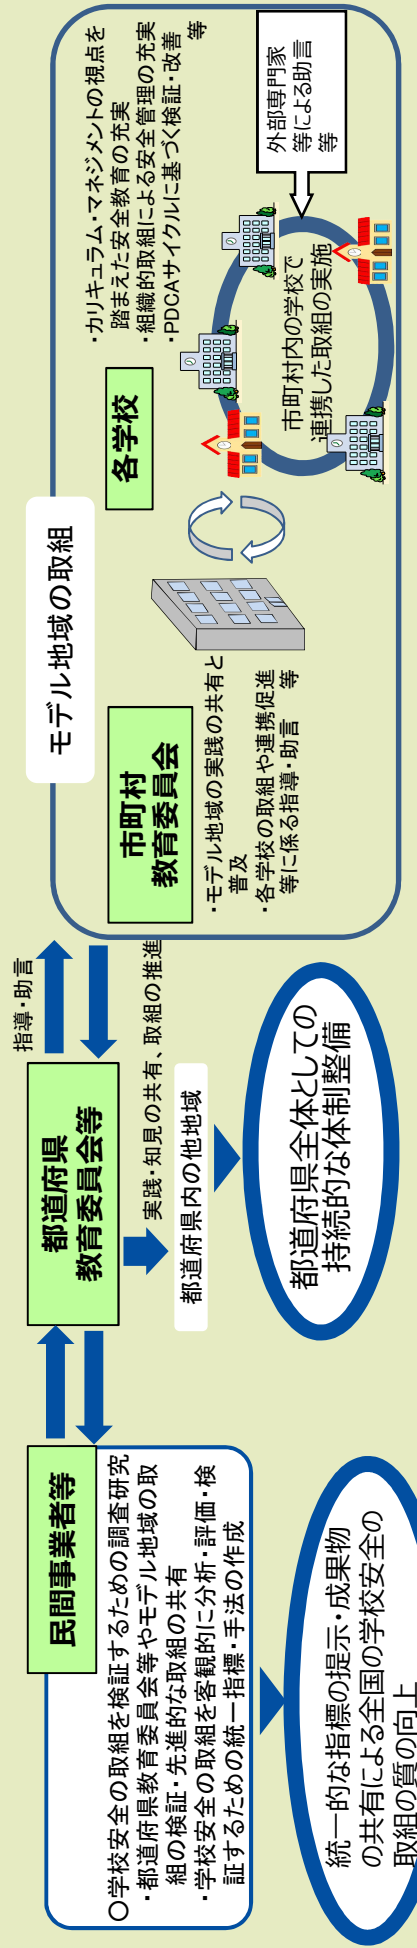 民間事業者等
〇学校安全の取組を検証するための調査研究
・都道府県教育委員会等やモデル地域の取
組の検証・先進的な取組の共有
・学校安全の取組を客観的に分析・評価・検
証するための統一指標・手法の作成
統一的な指標の提示・成果物
の共有による全国の学校安全の
取組の質の向上
都道府県
教育委員会等
指導・助言
実践・知見の共有、取組の推進
都道府県内の他地域
都道府県全体としての
持続的な体制整備
モデル地域の取組
市町村
教育委員会
・モデル地域の実践の共有と
普及
・各学校の取組や連携促進
等に係る指導・助言 等
各学校
・カリキュラム・マネジメントの視点を
踏まえた安全教育の充実
・組織的取組による安全管理の充実
・PDCAサイクルに基づく検証・改善
等
市町村内の学校で
連携した取組の実施
外部専門家
等による助言
等